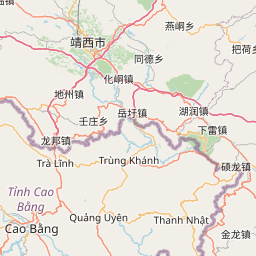 燕峒乡
靖西市
同德乡
把荷乡
化峒镇
地州镇
岳圩镇
湖润镇
壬庄乡
下雷镇
龙邦镇
Trà Lĩnh
Trùng Khánh
硕龙镇
Tỉnh Cao
Bằng
Quảng Uyên
Thanh Nhật
Cao Bằng
金龙镇